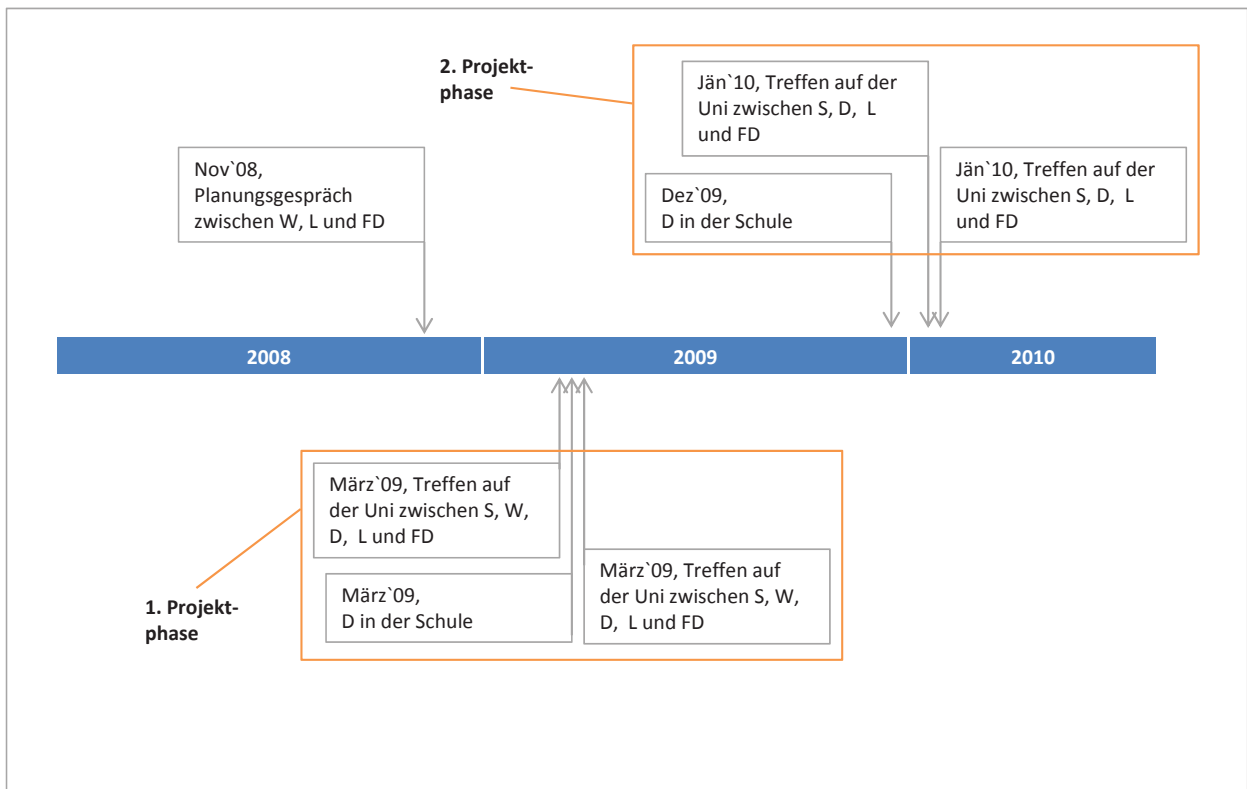 2. Projekt-
phase
Jän`10, Treffen auf der
Uni zwischen S, D, L
und FD
Nov`08,
Planungsgespräch
zwischen W, L und FD
Dez`09,
D in der Schule
Jän`10, Treffen auf der
Uni zwischen S, D, L
und FD
2008
2009
2010
März`09, Treffen auf
der Uni zwischen S, W,
D, L und FD
März`09,
D in der Schule
März`09, Treffen auf
der Uni zwischen S, W,
D, L und FD
1. Projekt-
phase